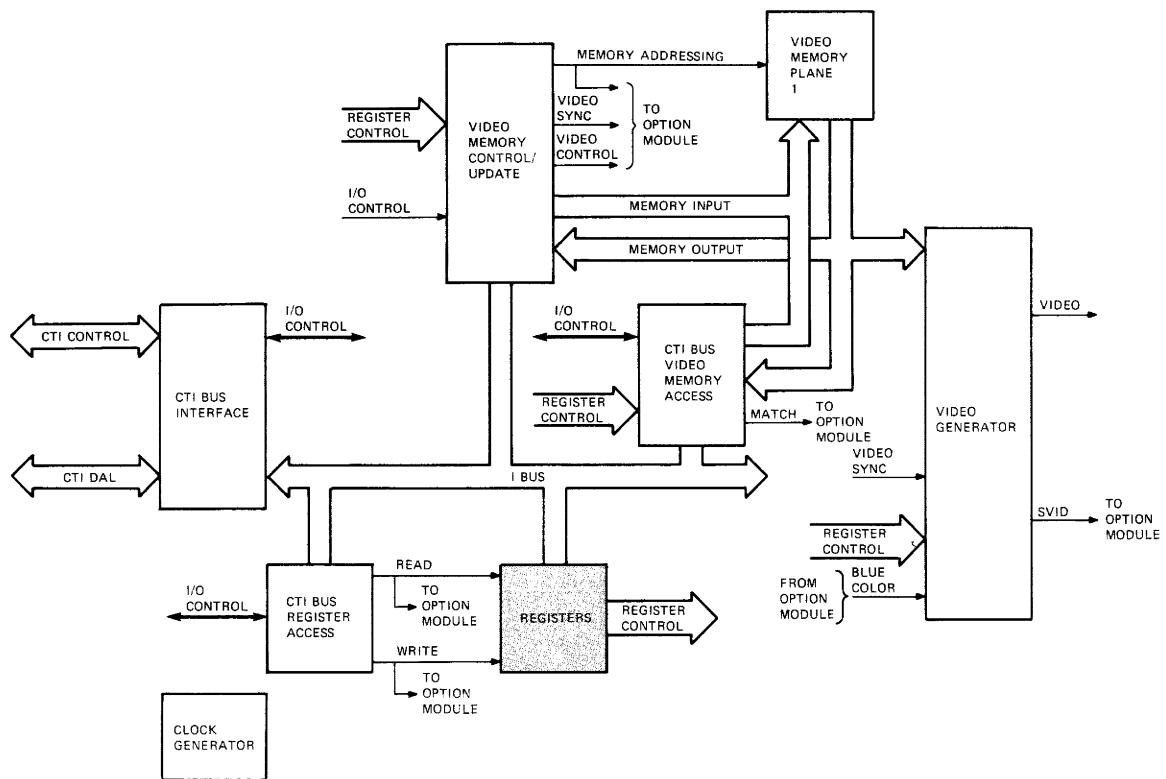 VIDEO
MEMORY
PLANE
1
MEMORY ADDRESSING
VIDEO
SYNC
VIDEO
CONTROL
TO
OPTION
MODULE
REGISTER
CONTROL
VIDEO
MEMORY
CONTROL/
UPDATE
I/O
CONTROL
MEMORY INPUT
MEMORY OUTPUT
CTI CONTROL
I/O
CONTROL
CTI BUS
INTERFACE
CTI DAL
I/O
CONTROL
CTI BUS
VIDEO
MEMORY
ACCESS
REGISTER
CONTROL
MATCH
TO
OPTION
MODULE
VIDEO
GENERATOR
VIDEO
VIDEO
SYNC
SVID
TO
OPTION
MODULE
REGISTER
CONTROL
FROM
OPTION
MODULE
BLUE
COLOR
I BUS
I/O
CONTROL
CTI BUS
REGISTER
ACCESS
READ
TO
OPTION
MODULE
WRITE
TO
OPTION
MODULE
REGISTERS
REGISTER
CONTROL
CLOCK
GENERATOR